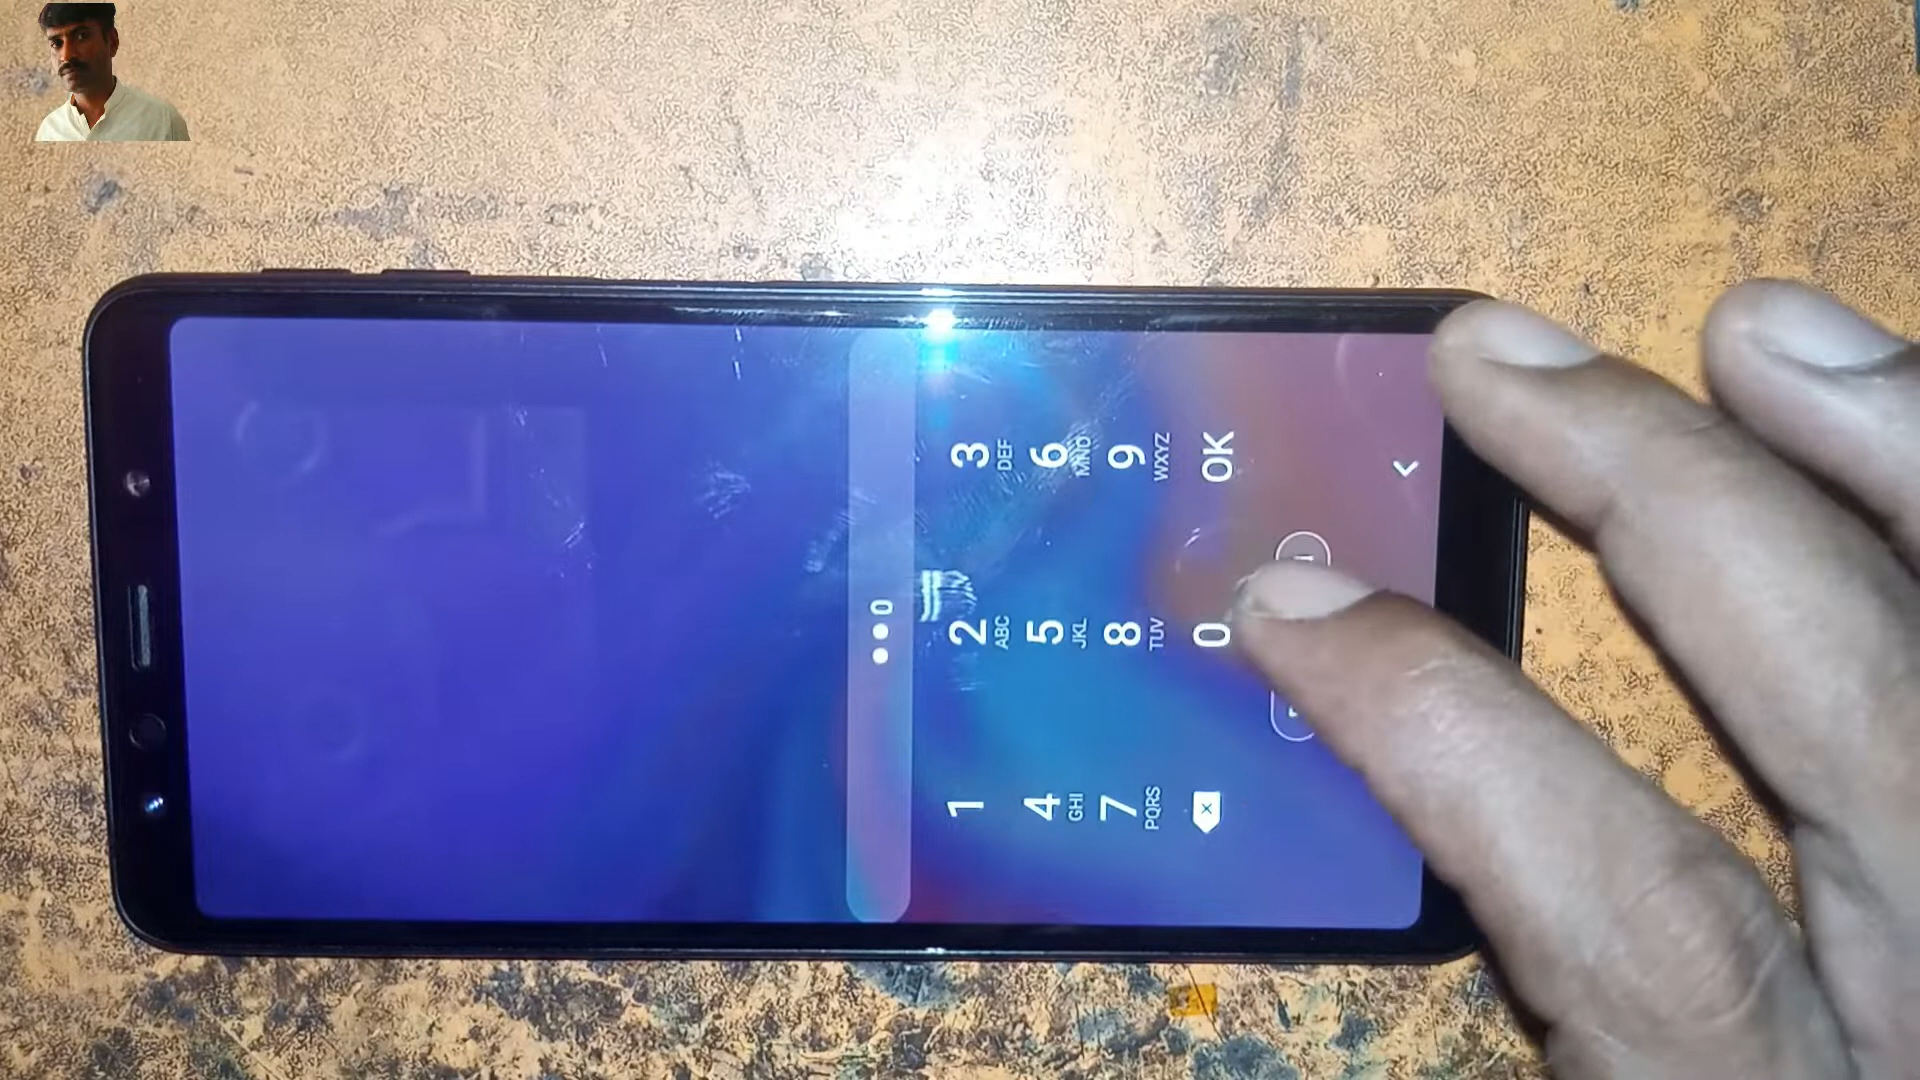 ●●0
1 2 ABC 3 DEF
4 GHI 5 JKL 6 MNO
7 PQRS 8 TUV 9 WXYZ
0 OK